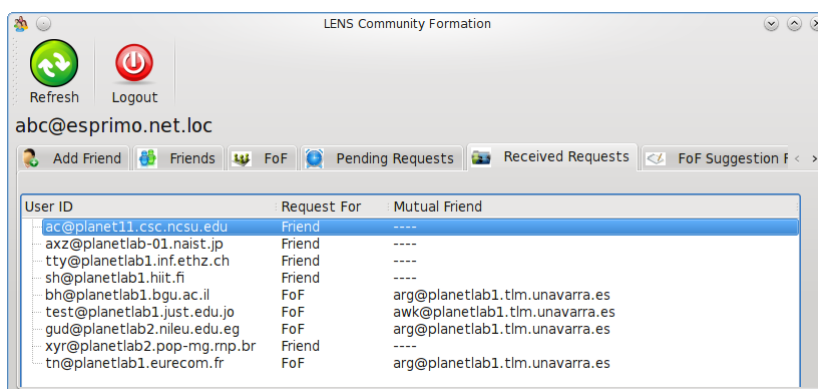 LENS Community Formation
Refresh Logout
abc@esprimo.net.loc
Add Friend Friends FoF Pending Requests Received Requests FoF Suggestion
User ID Request For Mutual Friend
ac@planet11.csc.ncsu.edu Friend ----
axz@planetlab-01.naist.jp Friend ----
tty@planetlab1.inf.ethz.ch Friend ----
sh@planetlab1.hiit.fi Friend ----
bh@planetlab1.bgu.ac.il FoF arg@planetlab1.tlm.unavarra.es
test@planetlab1.just.edu.jo FoF awk@planetlab1.tlm.unavarra.es
gud@planetlab2.nileu.edu.eg FoF arg@planetlab1.tlm.unavarra.es
xyr@planetlab2.pop-mg.rnp.br Friend ----
tn@planetlab1.eurecom.fr FoF arg@planetlab1.tlm.unavarra.es